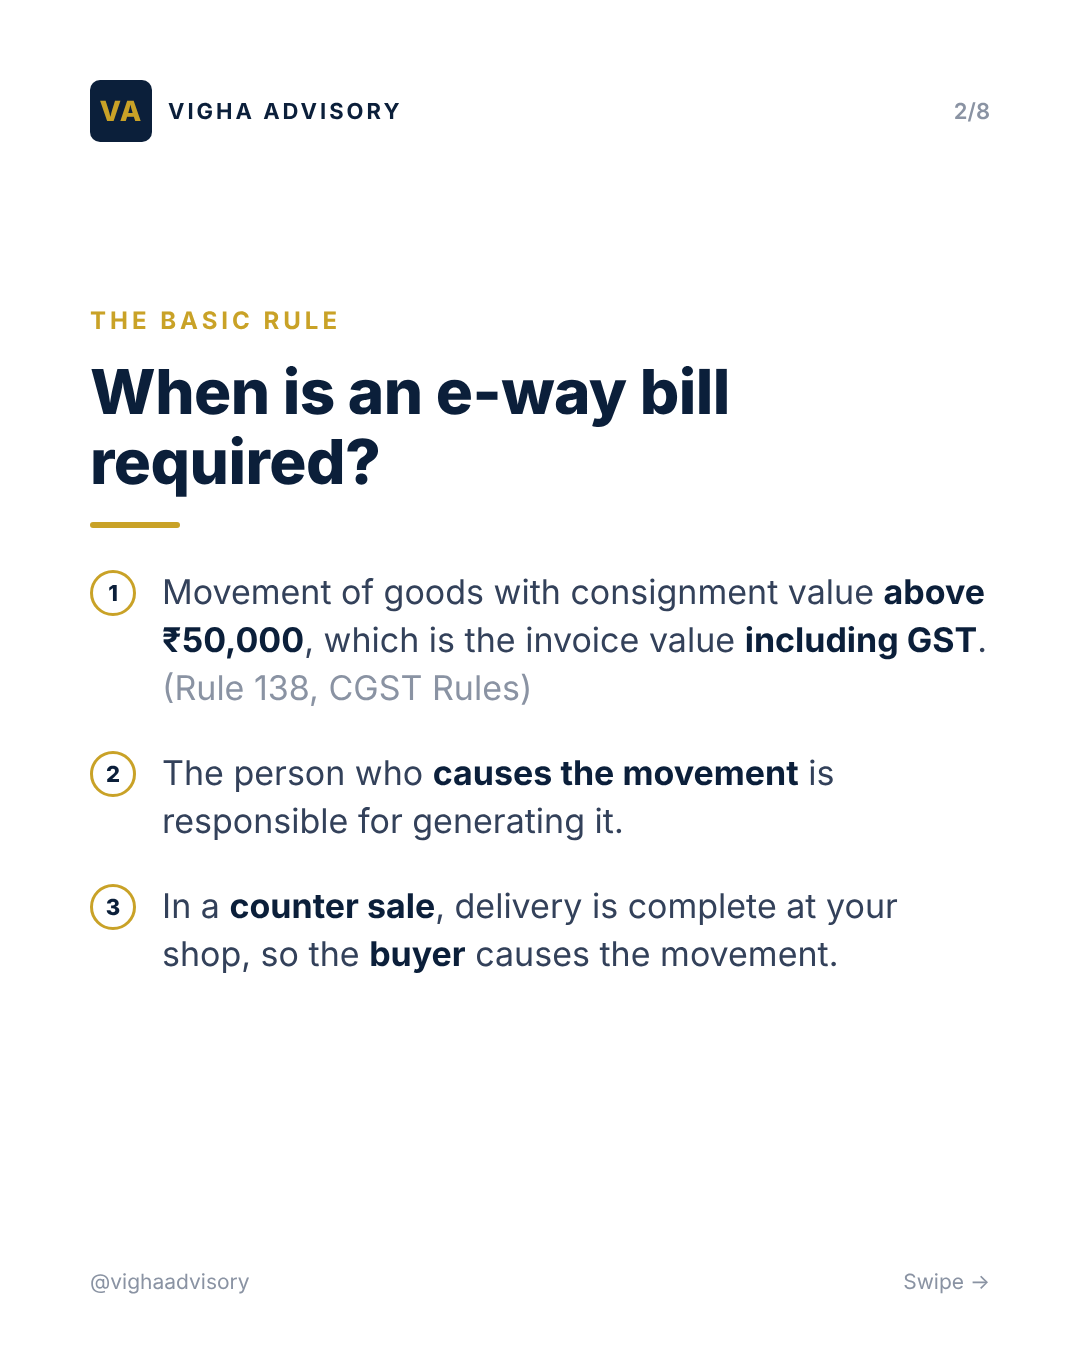 VA VIGHA ADVISORY
2/8
THE BASIC RULE
When is an e-way bill
required?
1 Movement of goods with consignment value above
₹50,000, which is the invoice value including GST.
(Rule 138, CGST Rules)
2 The person who causes the movement is
responsible for generating it.
3 In a counter sale, delivery is complete at your
shop, so the buyer causes the movement.
@vighaadvisory
Swipe →